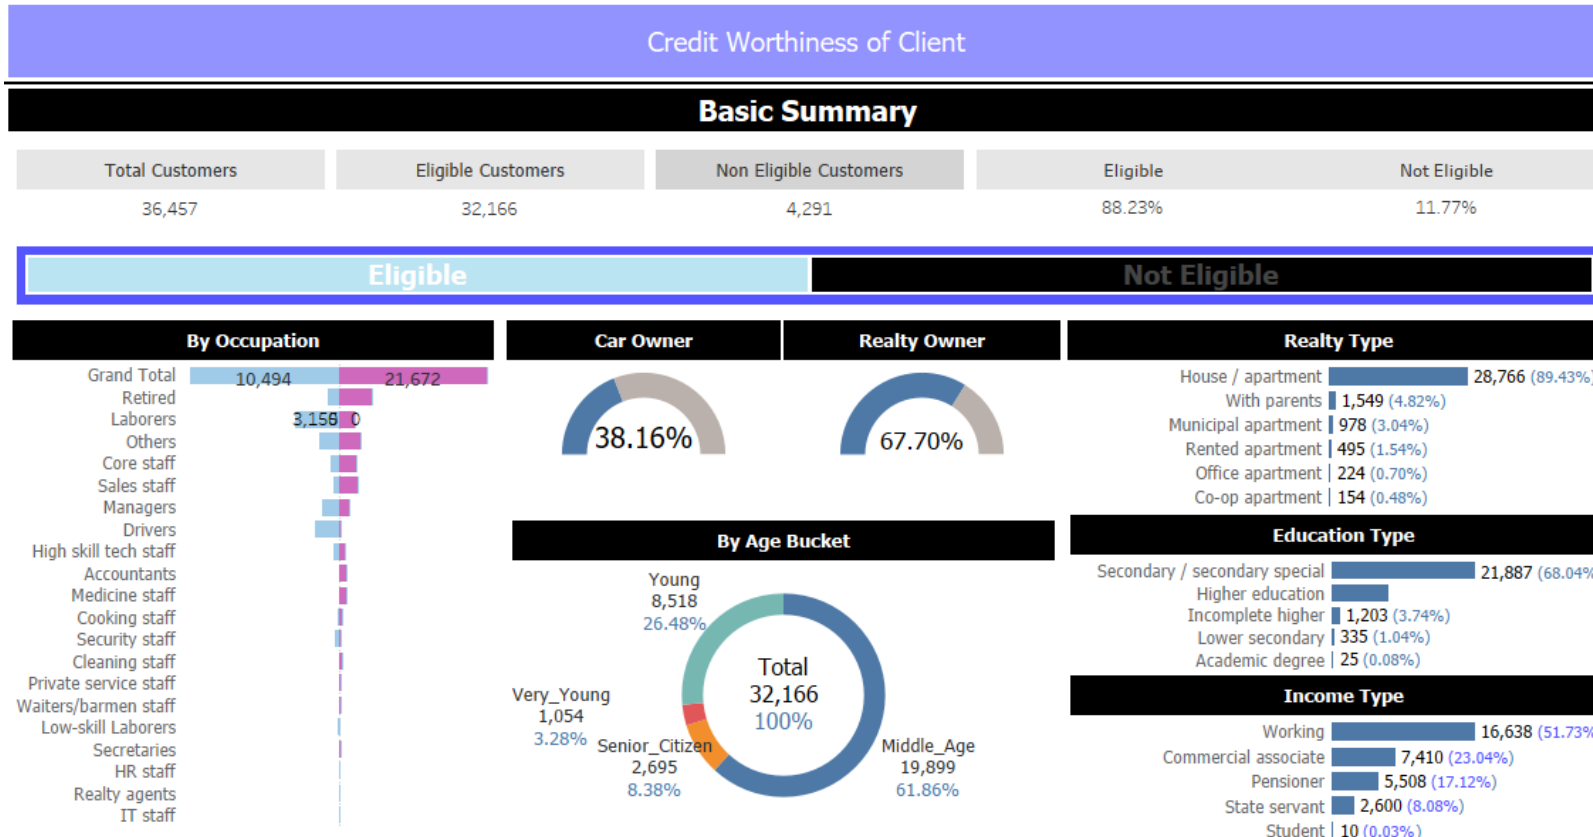 Credit Worthiness of Client
Basic Summary
Total Customers
Eligible Customers
Non Eligible Customers
Eligible
Not Eligible
36,457
32,166
4,291
88.23%
11.77%
Eligible
Not Eligible
By Occupation
Grand Total 10,494 21,672
Retired
Laborers 0
Others
Core staff
Sales staff
Managers
Drivers
High skill tech staff
Accountants
Medicine staff
Cooking staff
Security staff
Cleaning staff
Private service staff
Waiters/barmen staff
Low-skill Laborers
Secretaries
HR staff
Realty agents
IT staff
Car Owner
38.16%
Realty Owner
67.70%
By Age Bucket
Young
8,518
26.48%
Very_Young
1,054
3.28%
Senior_Citizen
2,695
8.38%
Total
32,166
100%
Middle_Age
19,899
61.86%
Realty Type
House / apartment 28,766 (89.43%)
With parents 1,549 (4.82%)
Municipal apartment 978 (3.04%)
Rented apartment 495 (1.54%)
Office apartment 224 (0.70%)
Co-op apartment 154 (0.48%)
Education Type
Secondary / secondary special 21,887 (68.04%
Higher education
Incomplete higher 1,203 (3.74%)
Lower secondary 335 (1.04%)
Academic degree 25 (0.08%)
Income Type
Working 16,638 (51.73%
Commercial associate 7,410 (23.04%)
Pensioner 5,508 (17.12%)
State servant 2,600 (8.08%)
Student 10 (0.03%)